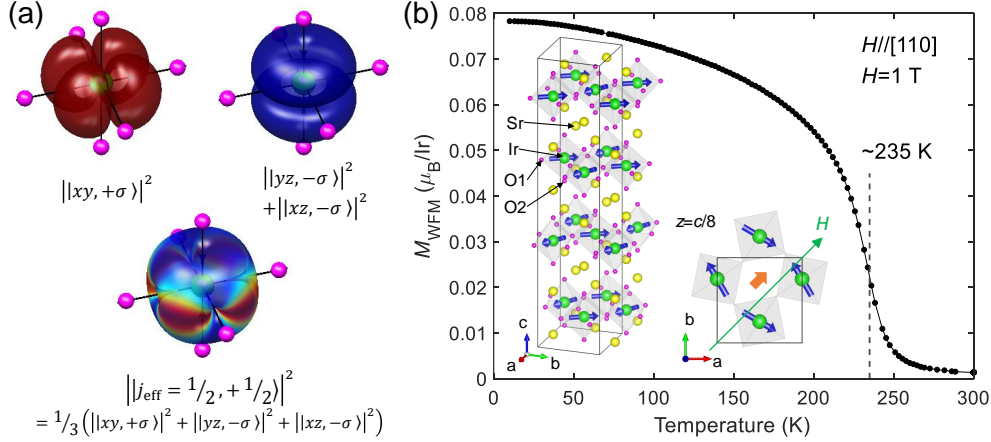 (a)
||xy, +σ⟩|²
||yz, −σ⟩|²
+||xz, −σ⟩|²
||j_eff = 1/2, +1/2⟩|²
= 1/3(||xy, +σ⟩|² + ||yz, −σ⟩|² + ||xz, −σ⟩|²)
(b)
0.08
0.07
0.06
0.05
0.04
0.03
0.02
0.01
0
M_WFM (μ_B/Ir)
0
50
100
150
200
250
300
Temperature (K)
H//[110]
H=1 T
~235 K
Sr
Ir
O1
O2
c
a
b
z=c/8
H
b
a